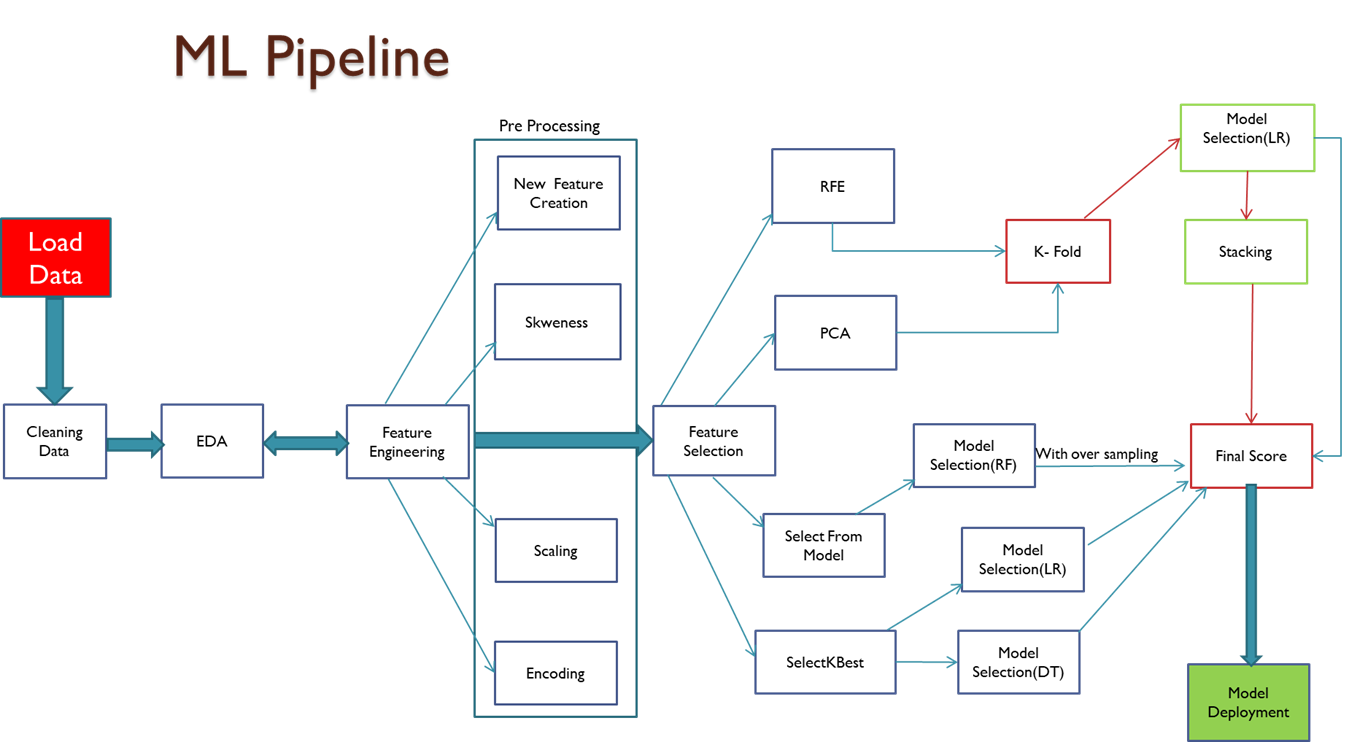 ML Pipeline
Pre Processing
New Feature
Creation
Skweness
Scaling
Encoding
Load
Data
Cleaning
Data
EDA
Feature
Engineering
Feature
Selection
RFE
PCA
K- Fold
Model
Selection(LR)
Stacking
Select From
Model
Model
Selection(RF)
With over sampling
Final Score
SelectKBest
Model
Selection(LR)
Model
Selection(DT)
Model
Deployment